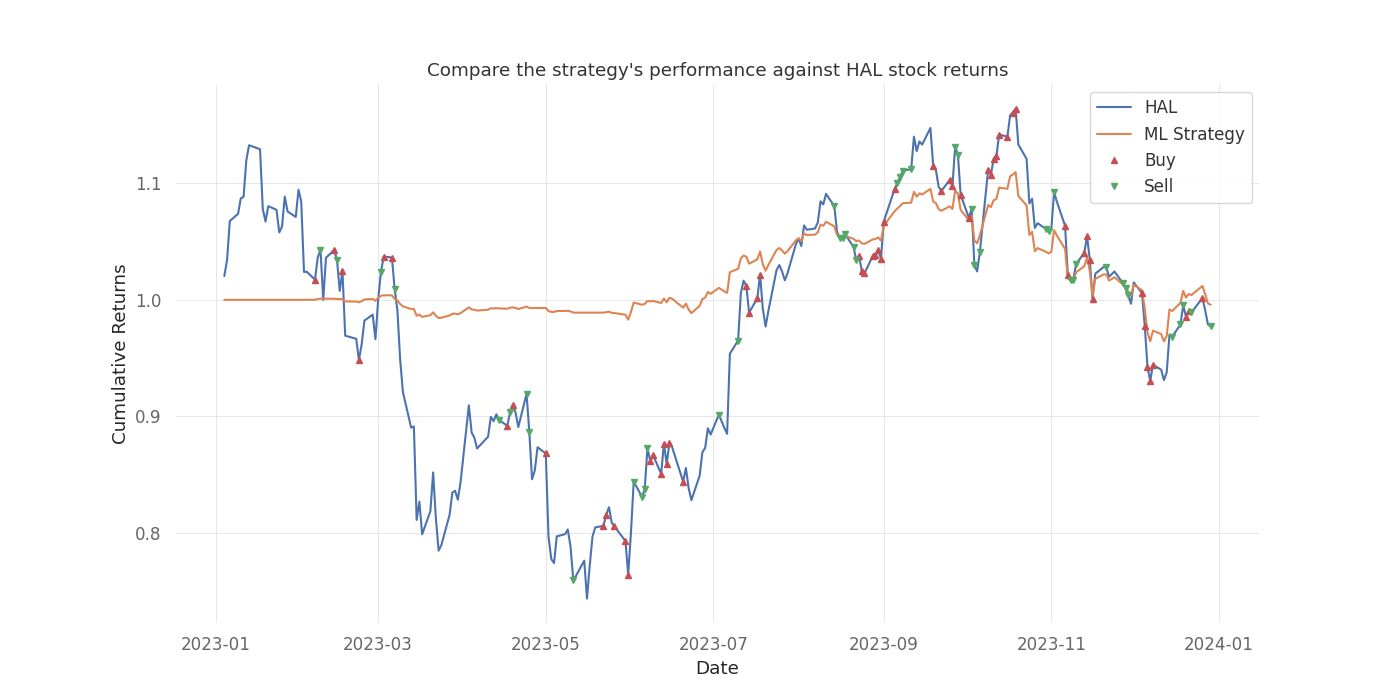 Compare the strategy's performance against HAL stock returns
HAL
ML Strategy
Buy
Sell
Cumulative Returns
1.1
1.0
0.9
0.8
2023-01
2023-03
2023-05
2023-07
2023-09
2023-11
2024-01
Date